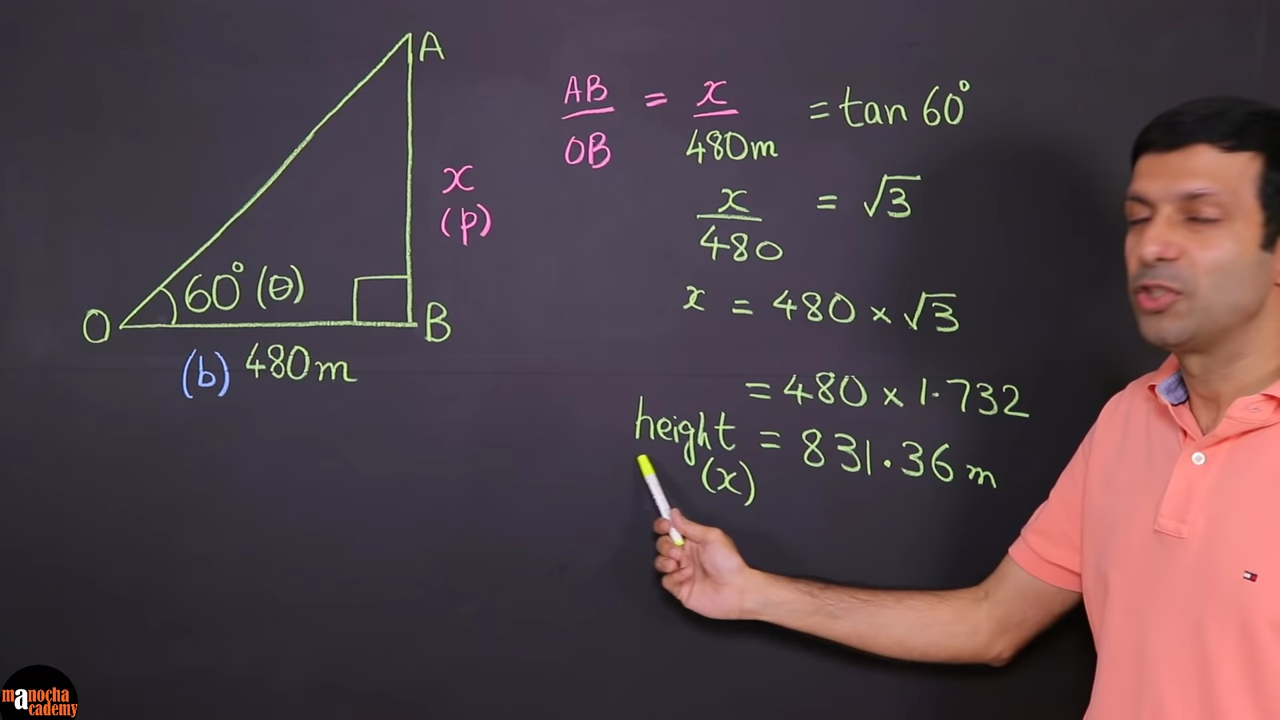 A
x
(p)
60° (θ)
O
B
(b) 480m
AB/OB = x/480m = tan 60°
x/480 = √3
x = 480 × √3
= 480 × 1.732
height (x) = 831.36 m
manocha
academy